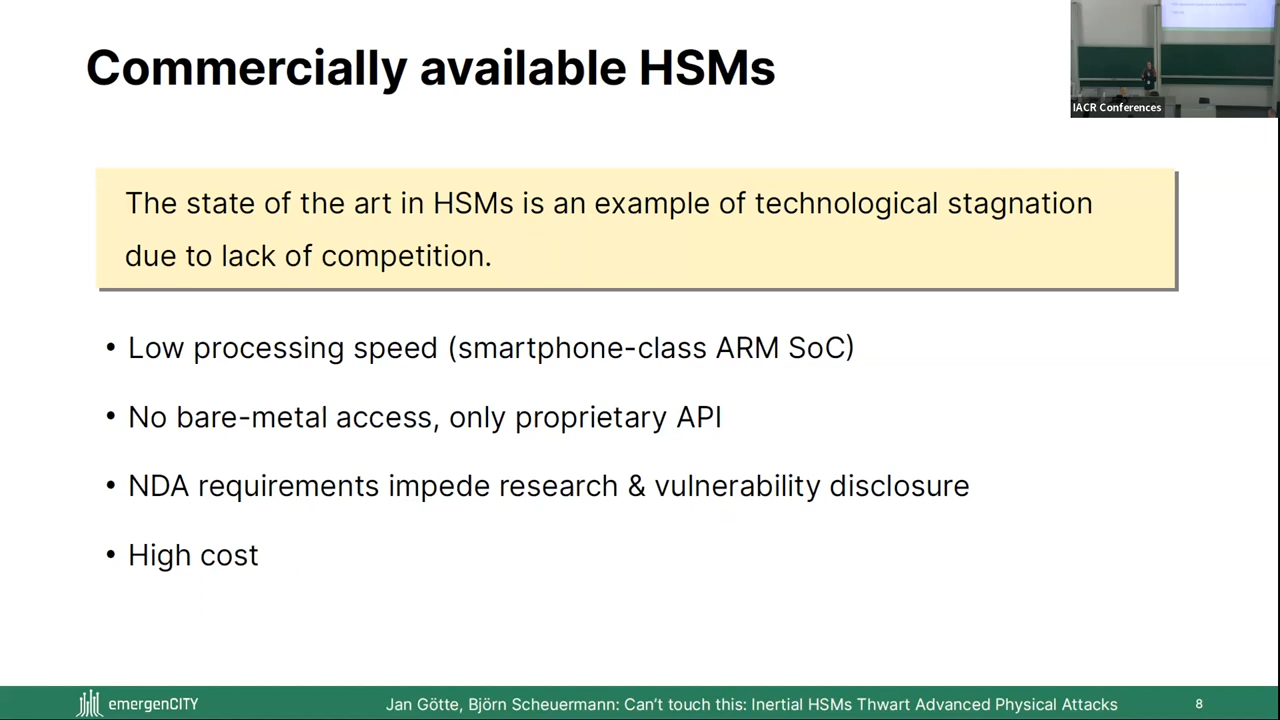 Commercially available HSMs
IACR Conferences
The state of the art in HSMs is an example of technological stagnation
due to lack of competition.
• Low processing speed (smartphone-class ARM SoC)
• No bare-metal access, only proprietary API
• NDA requirements impede research & vulnerability disclosure
• High cost
emergenCITY
Jan Götte, Björn Scheuermann: Can’t touch this: Inertial HSMs Thwart Advanced Physical Attacks
8